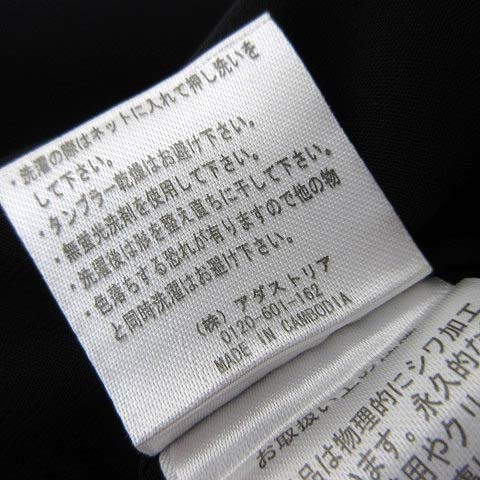 ・洗濯の際はネットに入れて押し洗いを
して下さい。
・タンブラー乾燥はお避け下さい。
・無蛍光洗剤を使用して下さい。
・洗濯後は形を整え直ちに干して下さい。
・色落ちする恐れが有りますので他の物
と同時洗濯はお避け下さい。
(株) アダストリア
0120-601-162
MADE IN CAMBODIA
お取扱い上の
品は物理的にシワ加工
います。永久的な
用やクリ